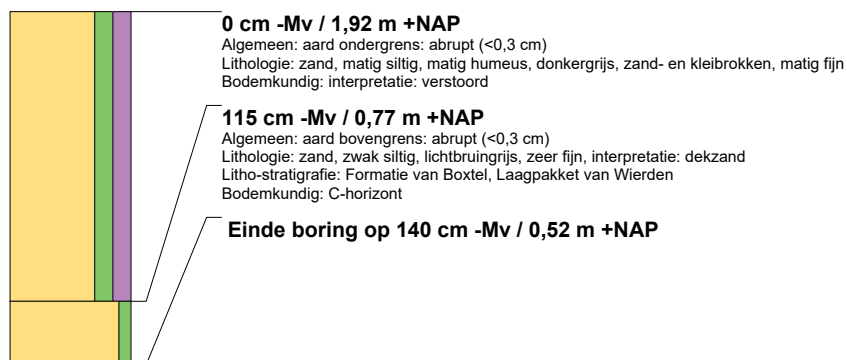 0 cm -Mv / 1,92 m +NAP
Algemeen: aard ondergrens: abrupt (<0,3 cm)
Lithologie: zand, matig siltig, matig humeus, donkergrijs, zand- en kleibrokken, matig fijn
Bodemkundig: interpretatie: verstoord
115 cm -Mv / 0,77 m +NAP
Algemeen: aard bovengrens: abrupt (<0,3 cm)
Lithologie: zand, zwak siltig, lichtbruingrijs, zeer fijn, interpretatie: dekzand
Litho-stratigrafie: Formatie van Boxtel, Laagpakket van Wierden
Bodemkundig: C-horizont
Einde boring op 140 cm -Mv / 0,52 m +NAP